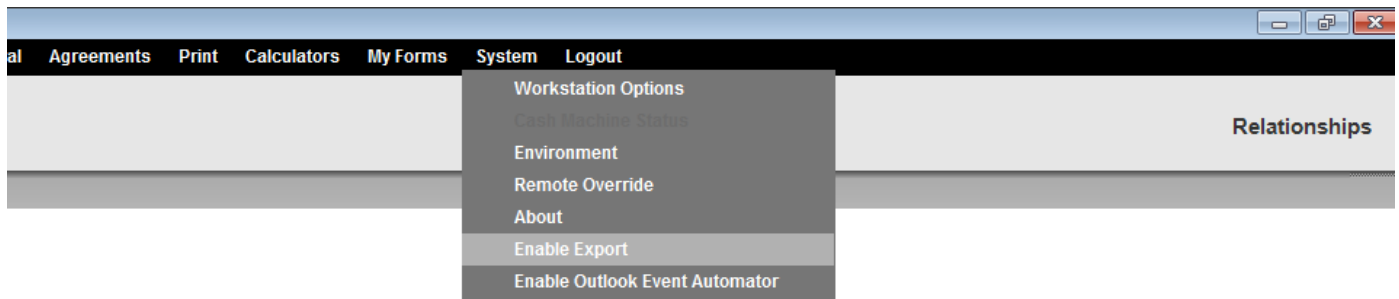 al Agreements Print Calculators My Forms System Logout
Workstation Options
Cash Machine Status
Relationships
Environment
Remote Override
About
Enable Export
Enable Outlook Event Automator